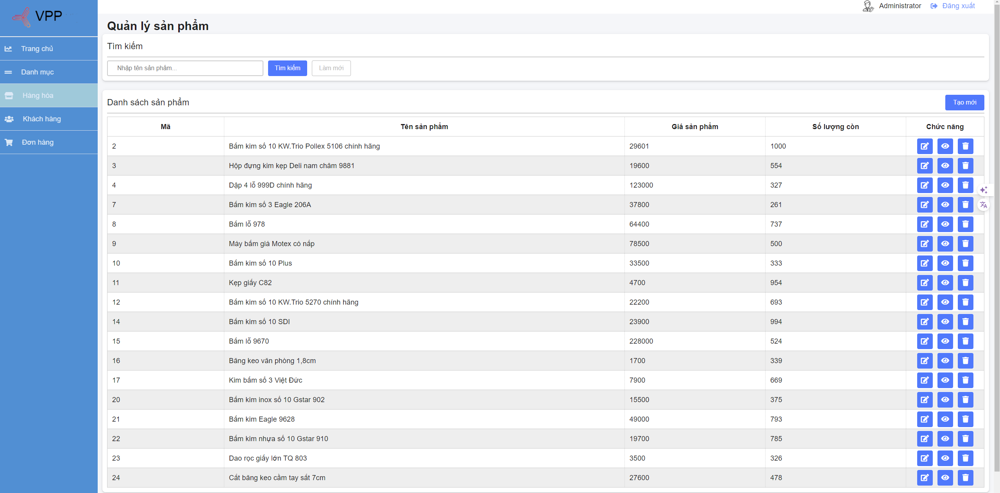 VPP
Administrator Đăng xuất
Trang chủ
Danh mục
Hàng hóa
Khách hàng
Đơn hàng
Quản lý sản phẩm
Tìm kiếm
Nhập tên sản phẩm... Tìm kiếm Làm mới
Danh sách sản phẩm Tạo mới
Mã Tên sản phẩm Giá sản phẩm Số lượng còn Chức năng
2 Bấm kim số 10 KW.Trio Pollex 5106 chính hãng 29601 1000
3 Hộp đựng kim kẹp Deli nam châm 9881 19600 554
4 Dập 4 lỗ 999D chính hãng 123000 327
7 Bấm kim số 3 Eagle 206A 37800 261
8 Bấm lỗ 978 64400 737
9 Máy bấm giá Motex có nắp 78500 500
10 Bấm kim số 10 Plus 33500 333
11 Kẹp giấy C82 4700 954
12 Bấm kim số 10 KW.Trio 5270 chính hãng 22200 693
14 Bấm kim số 10 SDI 23900 994
15 Bấm lỗ 9670 228000 524
16 Băng keo văn phòng 1,8cm 1700 339
17 Kim bấm số 3 Việt Đức 7900 669
20 Bấm kim inox số 10 Gstar 902 15500 375
21 Bấm kim Eagle 9628 49000 793
22 Bấm kim nhựa số 10 Gstar 910 19700 785
23 Dao rọc giấy lớn TQ 803 3500 326
24 Cắt băng keo cầm tay sắt 7cm 27600 478